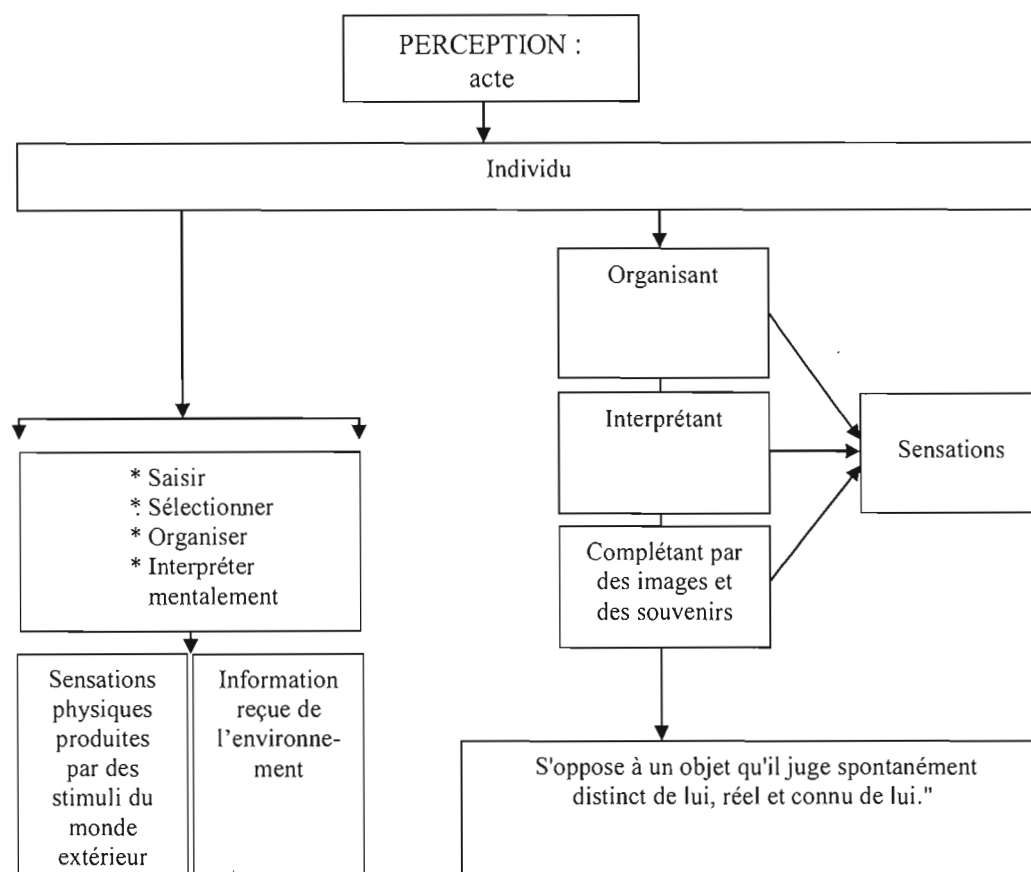 PERCEPTION :
acte
Individu
Organisant
Interprétant
Complétant par
des images et
des souvenirs
Sensations
* Saisir
* Sélectionner
* Organiser
* Interpréter
mentalement
Sensations
physiques
produites
par des
stimuli du
monde
extérieur
Information
reçue de
l'environne-
ment
S'oppose à un objet qu'il juge spontanément
distinct de lui, réel et connu de lui."